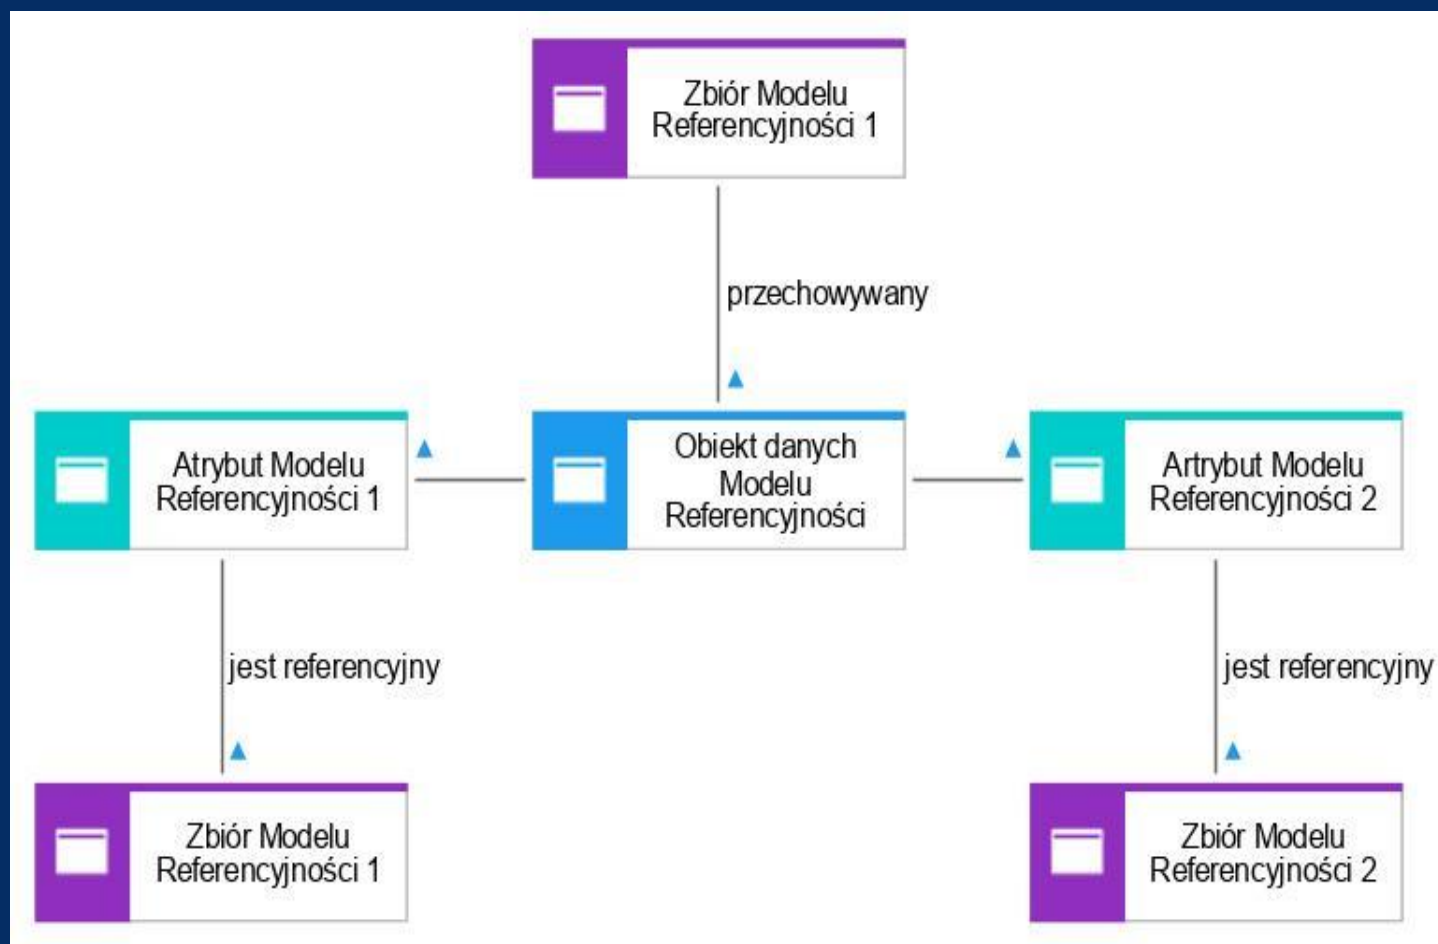 Zbiór Modelu
Referencyjności 1
przechowywany
Atrybut Modelu
Referencyjności 1
Obiekt danych
Modelu
Referencyjności
Artrybut Modelu
Referencyjności 2
jest referencyjny
jest referencyjny
Zbiór Modelu
Referencyjności 1
Zbiór Modelu
Referencyjności 2